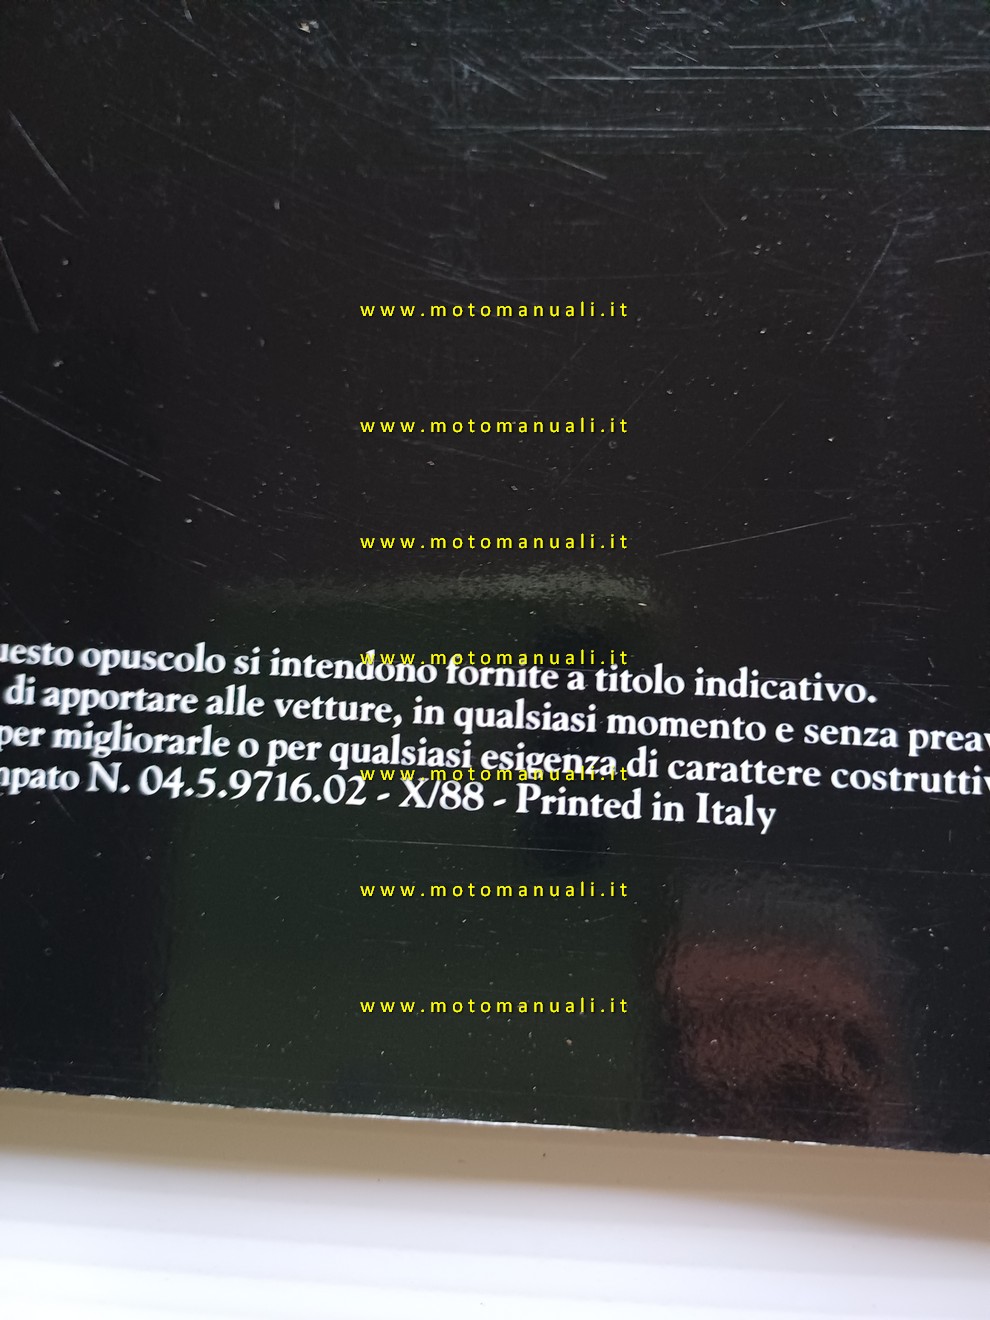 www.motomanuali.it
www.motomanuali.it
www.motomanuali.it
www.motomanuali.it
uesto opuscolo si intendono fornite a titolo indicativo.
di apportare alle vetture, in qualsiasi momento e senza preav
per migliorarle o per qualsiasi esigenza di carattere costruttiv
www.motomanuali.it
mpato N. 04.5.9716.02 - X/88 - Printed in Italy
www.motomanuali.it
www.motomanuali.it